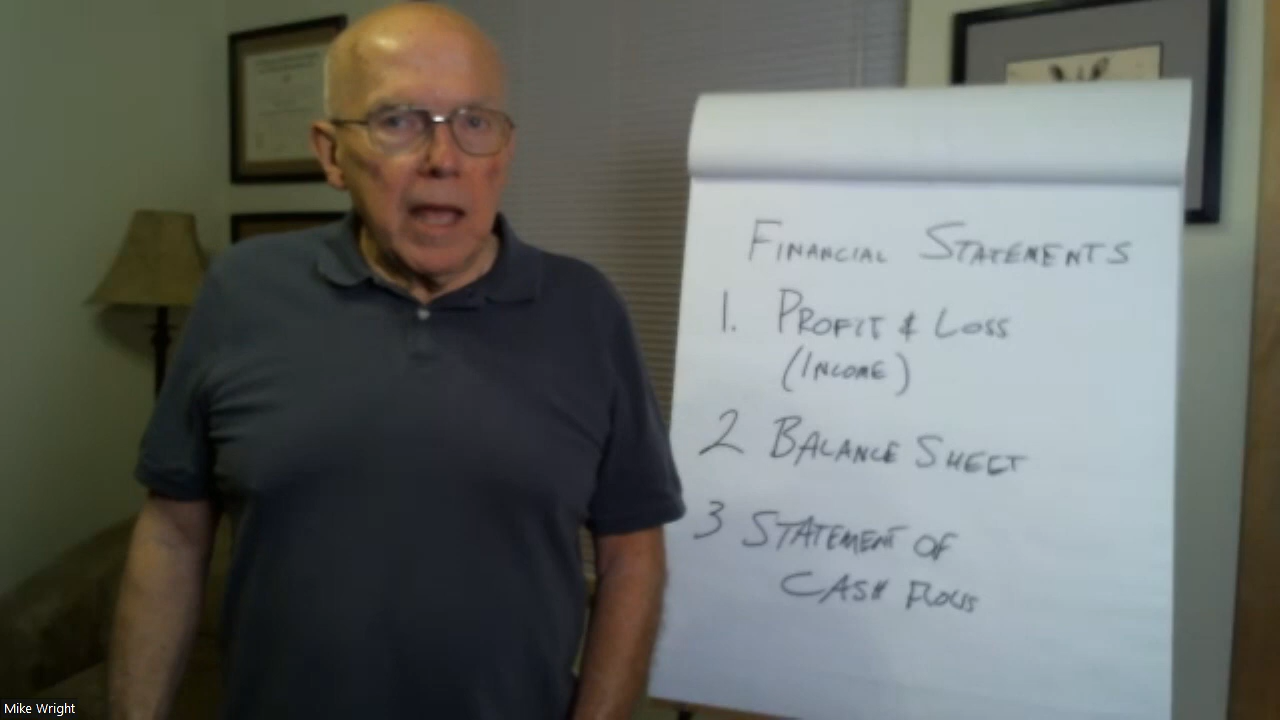 FINANCIAL STATEMENTS
1. PROFIT & LOSS
(INCOME)
2 BALANCE SHEET
3 STATEMENT OF
CASH FLOWS
Mike Wright